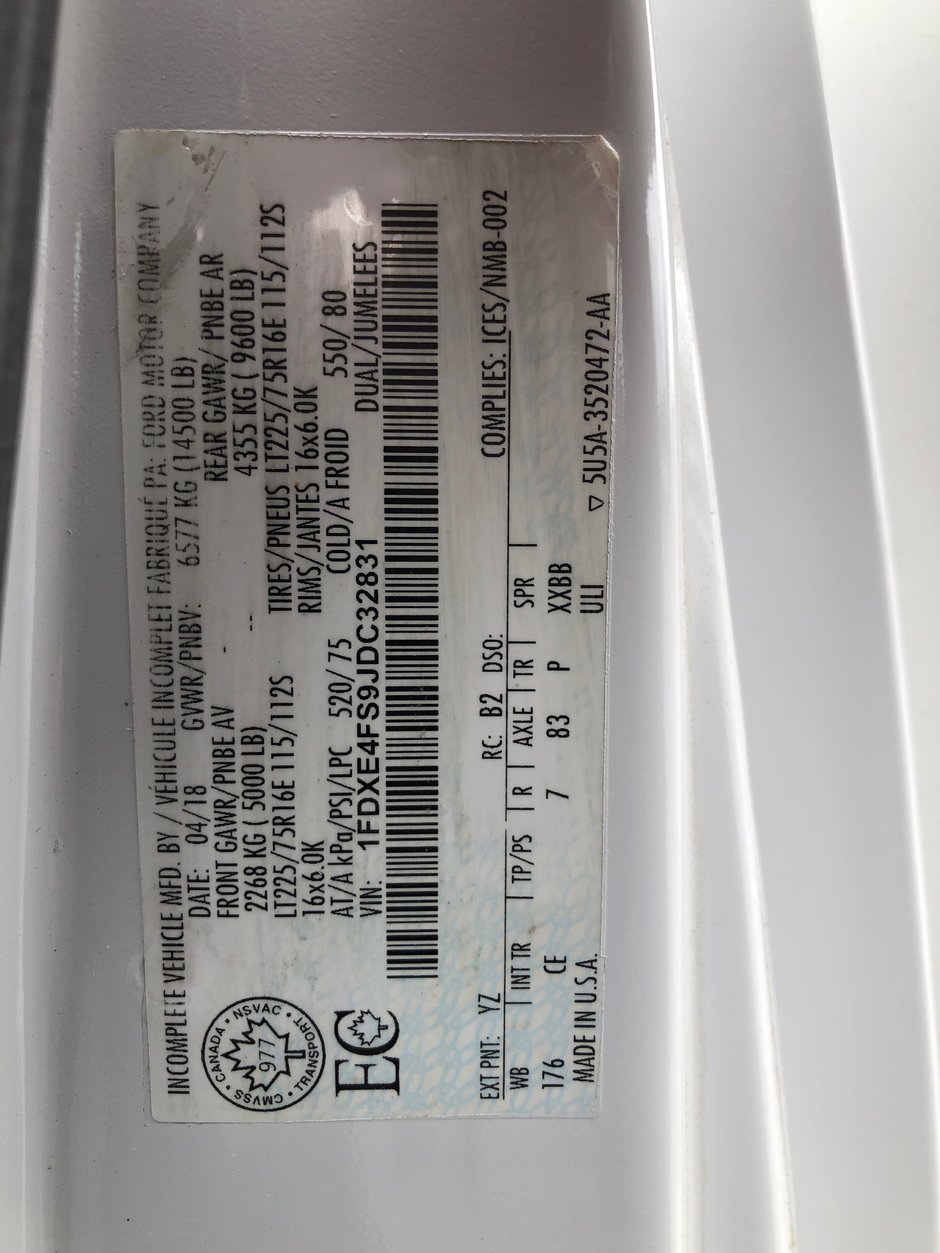 INCOMPLETE VEHICLE MFD. BY / VÉHICULE INCOMPLET FABRIQUÉ PA: FORD MOTOR COMPANY
DATE: 04/18 GVWR/PNBV: 6577 KG (14500 LB)
FRONT GAWR/PNBE AV REAR GAWR/ PNBE AR
2268 KG ( 5000 LB) -- 4355 KG ( 9600 LB)
LT225/75R16E 115/112S TIRES/PNEUS LT225/75R16E 115/112S
16x6.0K RIMS/JANTES 16x6.0K
AT/A kPa/PSI/LPC 520/ 75 COLD/A FROID 550/ 80
VIN: 1FDXE4FS9JDC32831 DUAL/JUMELEES
CANADA • NSVAC • TRANSPORT • CMVSS •
977
EC
EXT PNT: YZ RC: B2 DSO: COMPLIES: ICES/NMB-002
WB | INT TR | TP/PS | R | AXLE | TR | SPR |
176 CE 7 83 P XXBB
MADE IN U.S.A. ULI ▽ 5U5A-3520472-AA